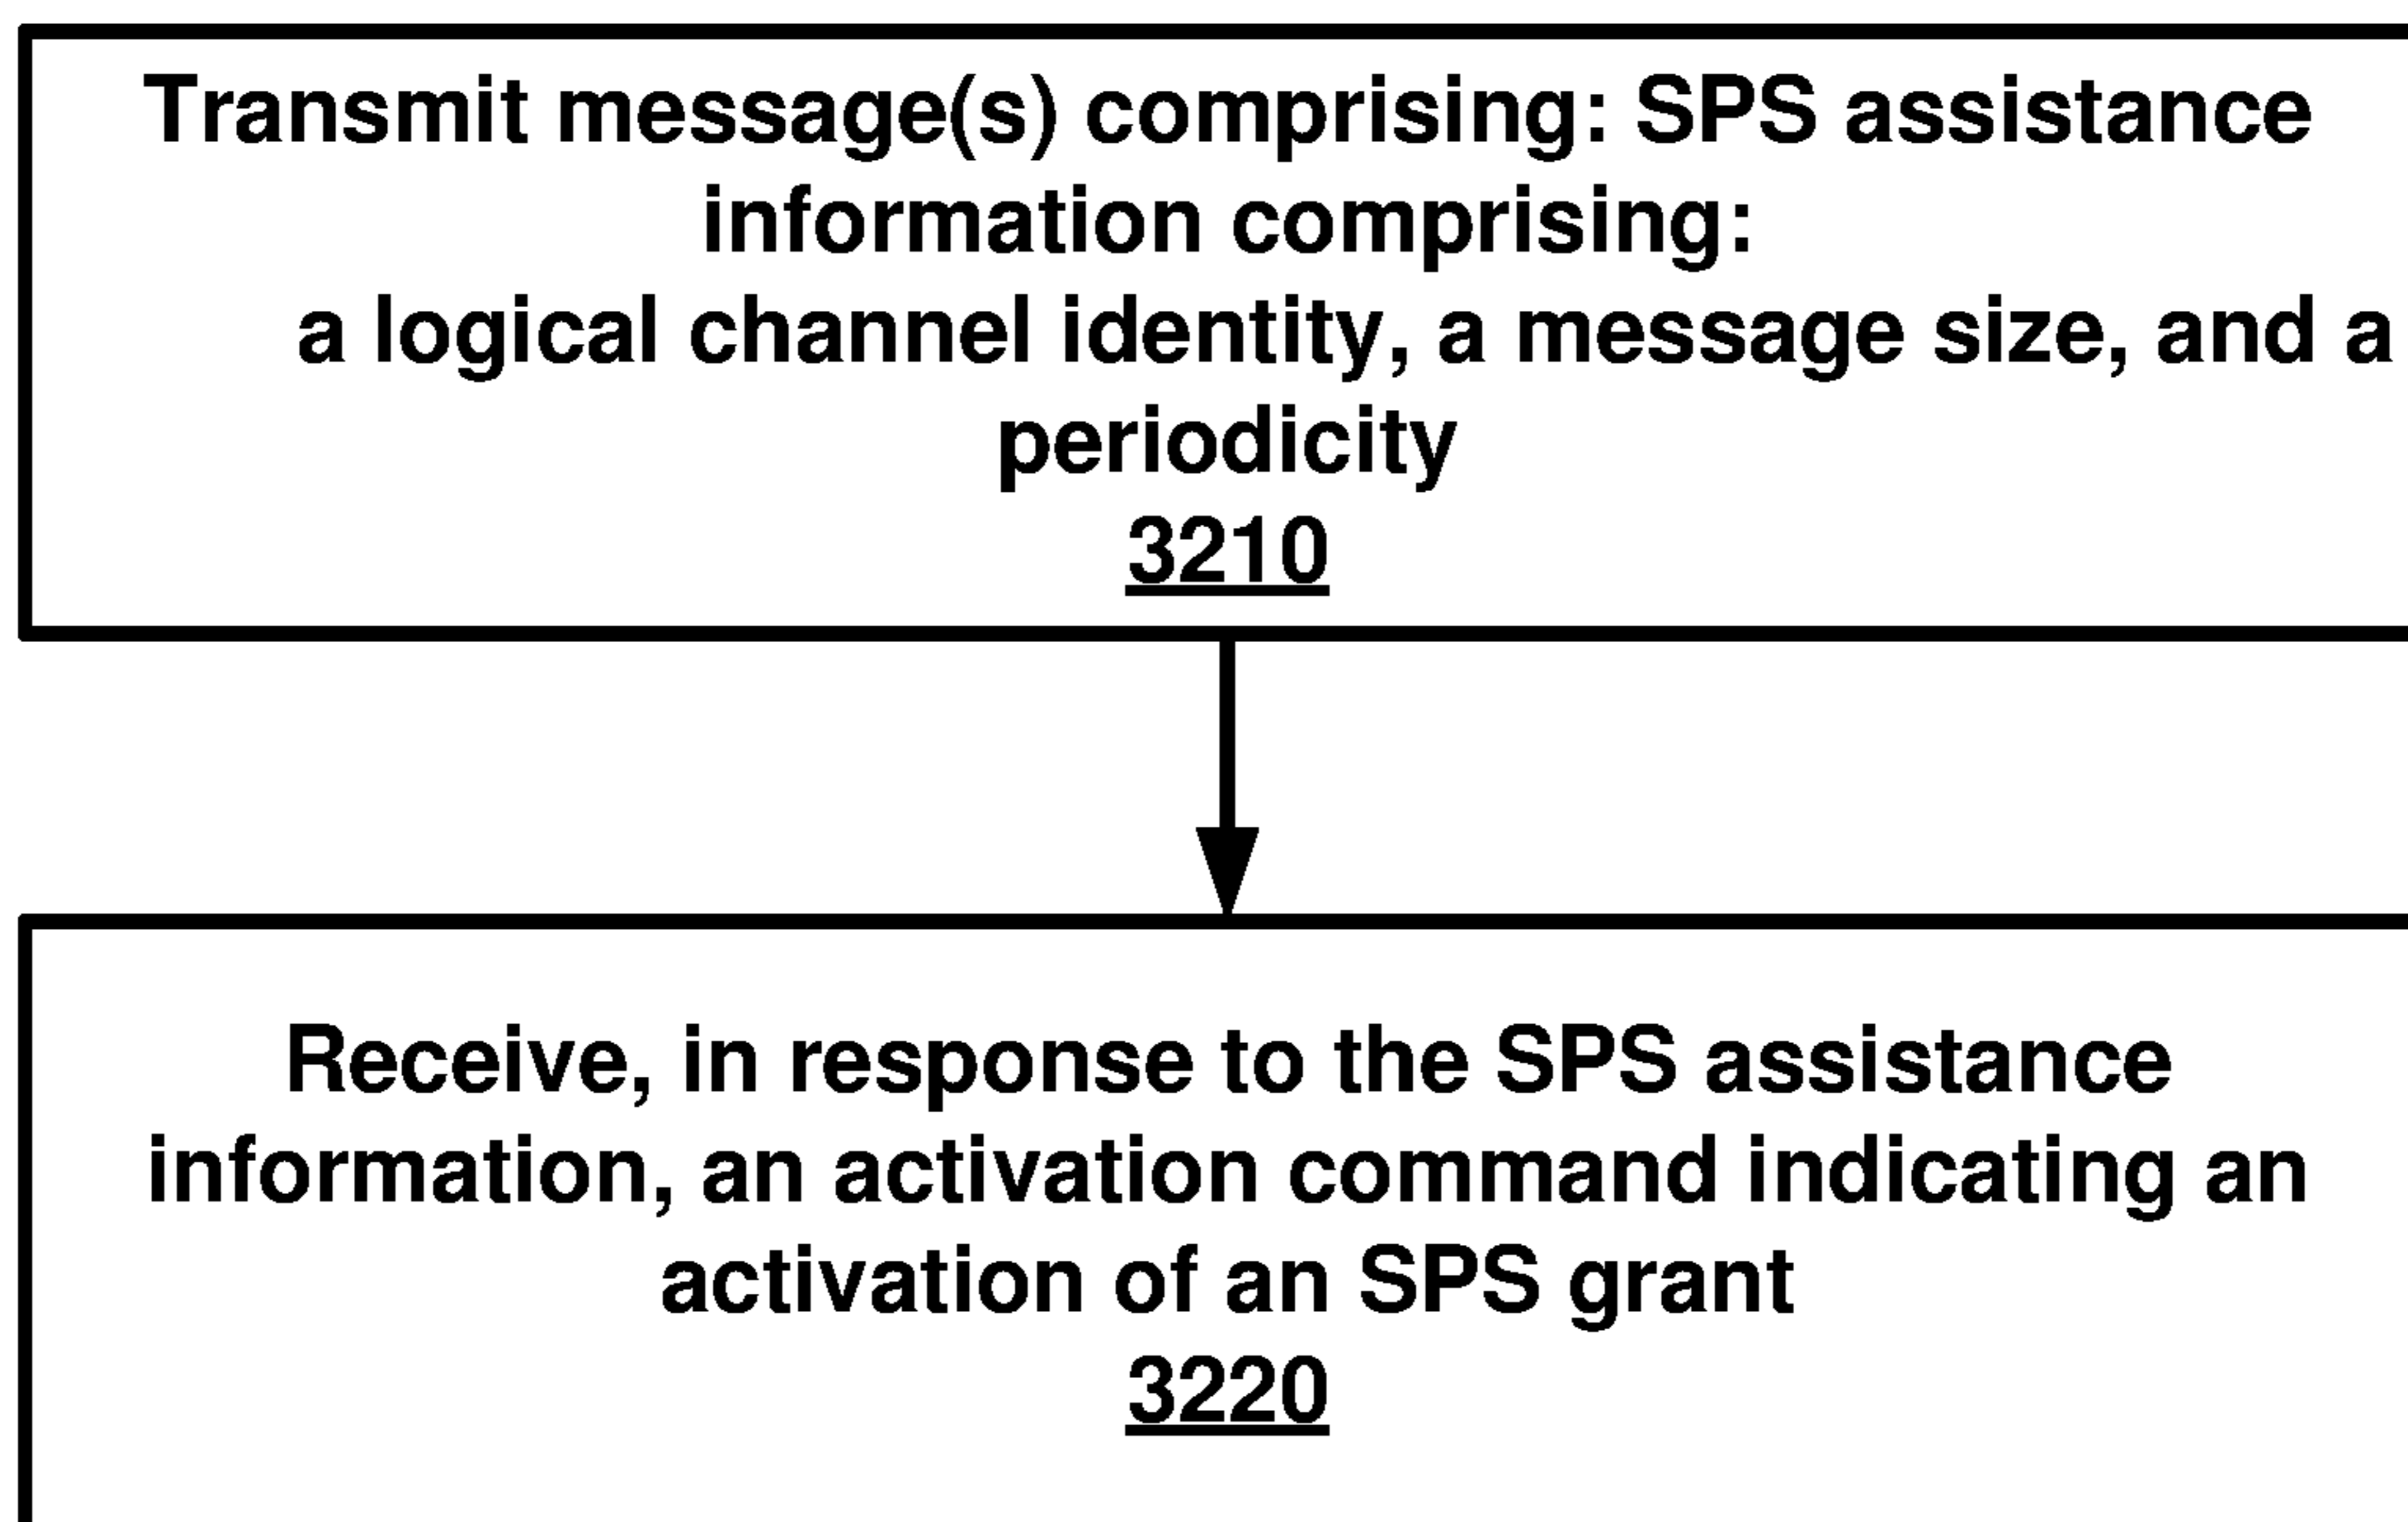 Transmit message(s) comprising: SPS assistance
information comprising:
a logical channel identity, a message size, and a
periodicity
3210
Receive, in response to the SPS assistance
information, an activation command indicating an
activation of an SPS grant
3220